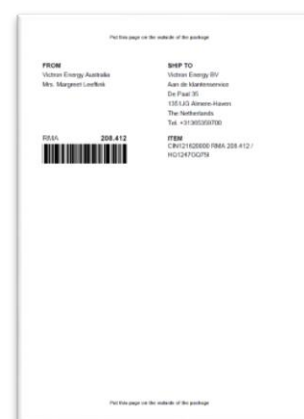 Put this page on the outside of the package
FROM
Victron Energy Australia
Mrs. Margreet Leeflink
SHIP TO
Victron Energy BV
Aan de klantenservice
De Paal 35
1351JG Almere-Haven
The Netherlands
Tel. +31365359700
RMA 208.412
ITEM
CIN121620000 RMA 208.412 /
Put this page on the outside of the package